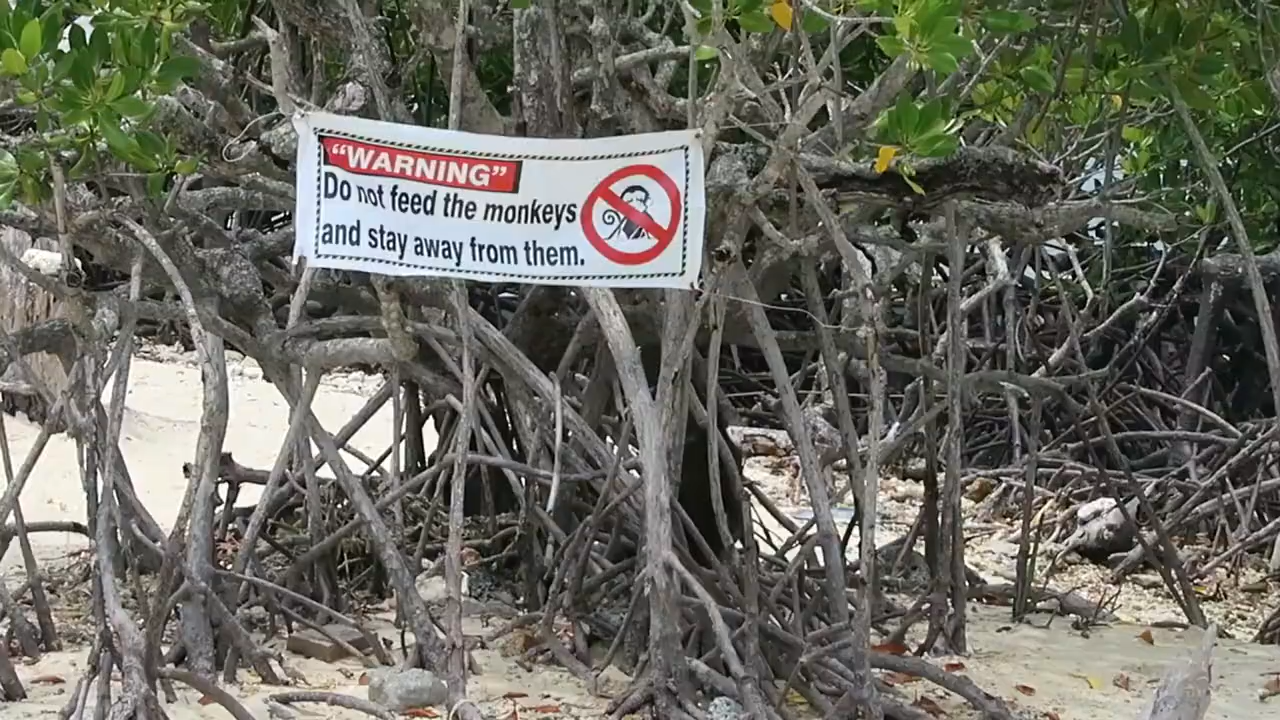 “WARNING”
Do not feed the monkeys
and stay away from them.